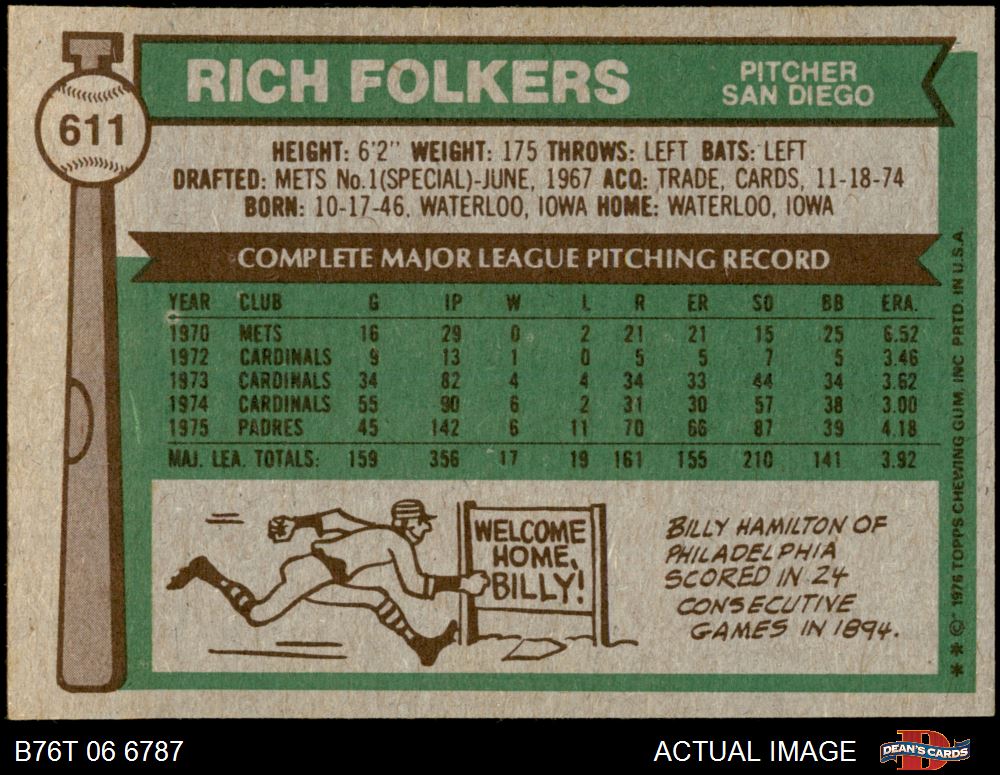 611
RICH FOLKERS
PITCHER
SAN DIEGO
HEIGHT: 6'2" WEIGHT: 175 THROWS: LEFT BATS: LEFT
DRAFTED: METS No.1(SPECIAL)-JUNE, 1967 ACQ: TRADE, CARDS, 11-18-74
BORN: 10-17-46, WATERLOO, IOWA HOME: WATERLOO, IOWA
COMPLETE MAJOR LEAGUE PITCHING RECORD
YEAR CLUB G IP W L R ER SO BB ERA.
1970 METS 16 29 0 2 21 21 15 25 6.52
1972 CARDINALS 9 13 1 0 5 5 7 5 3.46
1973 CARDINALS 34 82 4 4 34 33 44 34 3.62
1974 CARDINALS 55 90 6 2 31 30 57 38 3.00
1975 PADRES 45 142 6 11 70 66 87 39 4.18
MAJ. LEA. TOTALS: 159 356 17 19 161 155 210 141 3.92
WELCOME
HOME,
BILLY!
BILLY HAMILTON OF
PHILADELPHIA
SCORED IN 24
CONSECUTIVE
GAMES IN 1894.
* * © 1976 TOPPS CHEWING GUM, INC. PRTD. IN U.S.A.
B76T 06 6787
ACTUAL IMAGE
D
DEAN'S CARDS